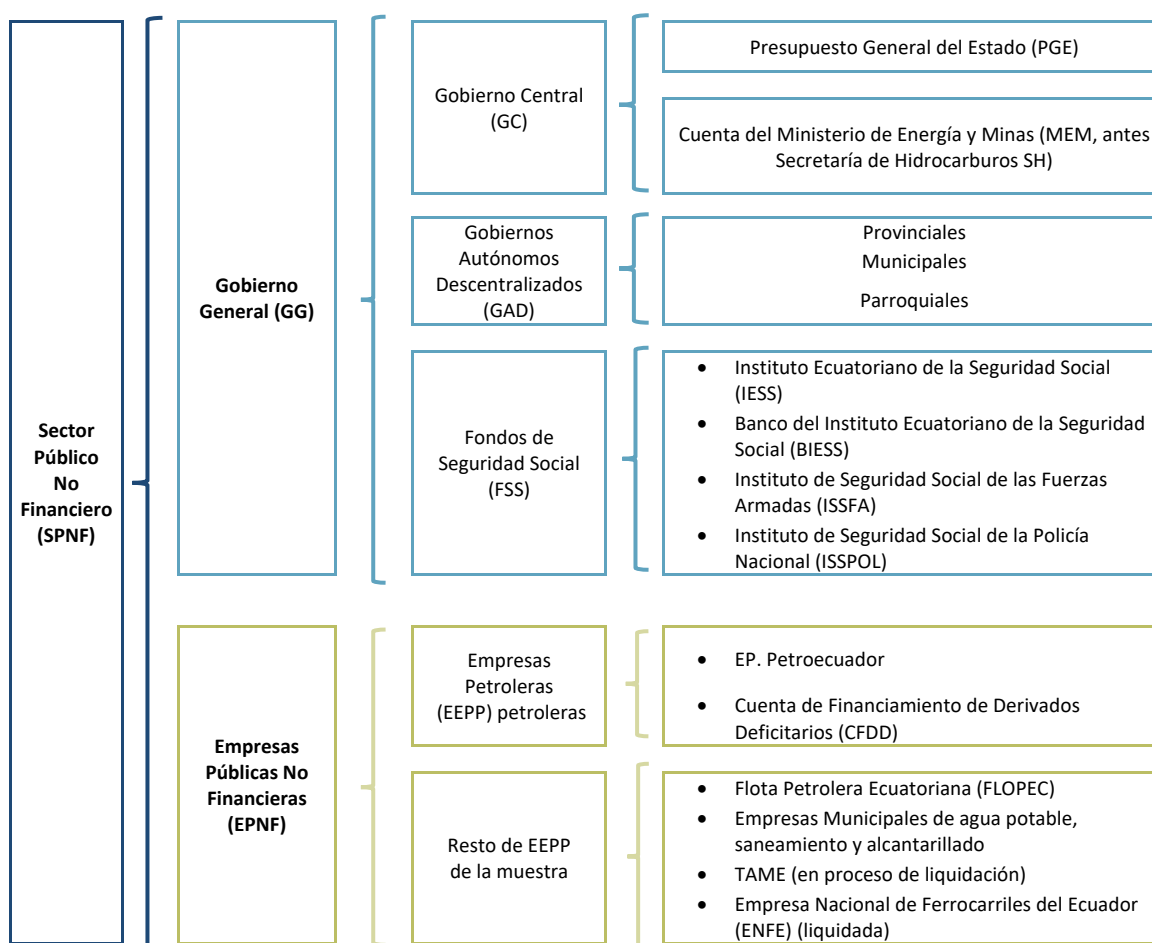 Sector
Público
No
Financiero
(SPNF)
Gobierno
General (GG)
Gobierno Central
(GC)
Presupuesto General del Estado (PGE)
Cuenta del Ministerio de Energía y Minas (MEM, antes
Secretaría de Hidrocarburos SH)
Gobiernos
Autónomos
Descentralizados
(GAD)
Provinciales
Municipales
Parroquiales
Fondos de
Seguridad Social
(FSS)
• Instituto Ecuatoriano de la Seguridad Social
(IESS)
• Banco del Instituto Ecuatoriano de la Seguridad
Social (BIESS)
• Instituto de Seguridad Social de las Fuerzas
Armadas (ISSFA)
• Instituto de Seguridad Social de la Policía
Nacional (ISSPOL)
Empresas
Públicas No
Financieras
(EPNF)
Empresas
Petroleras
(EEPP) petroleras
• EP. Petroecuador
• Cuenta de Financiamiento de Derivados
Deficitarios (CFDD)
Resto de EEPP
de la muestra
• Flota Petrolera Ecuatoriana (FLOPEC)
• Empresas Municipales de agua potable,
saneamiento y alcantarillado
• TAME (en proceso de liquidación)
• Empresa Nacional de Ferrocarriles del Ecuador
(ENFE) (liquidada)